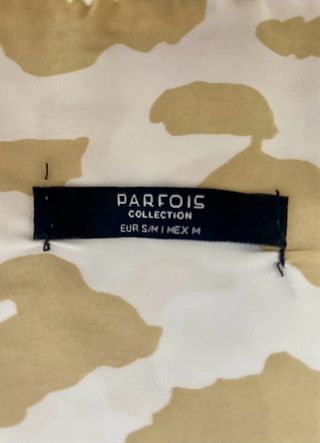 PARFOIS
COLLECTION
EUR S/M | MEX M